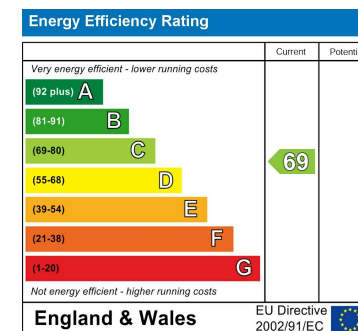 Energy Efficiency Rating
Current
Very energy efficient - lower running costs
(92 plus) A
(81-91) B
(69-80) C
69
(55-68) D
(39-54) E
(21-38) F
(1-20) G
Not energy efficient - higher running costs
England & Wales
EU Directive
2002/91/EC